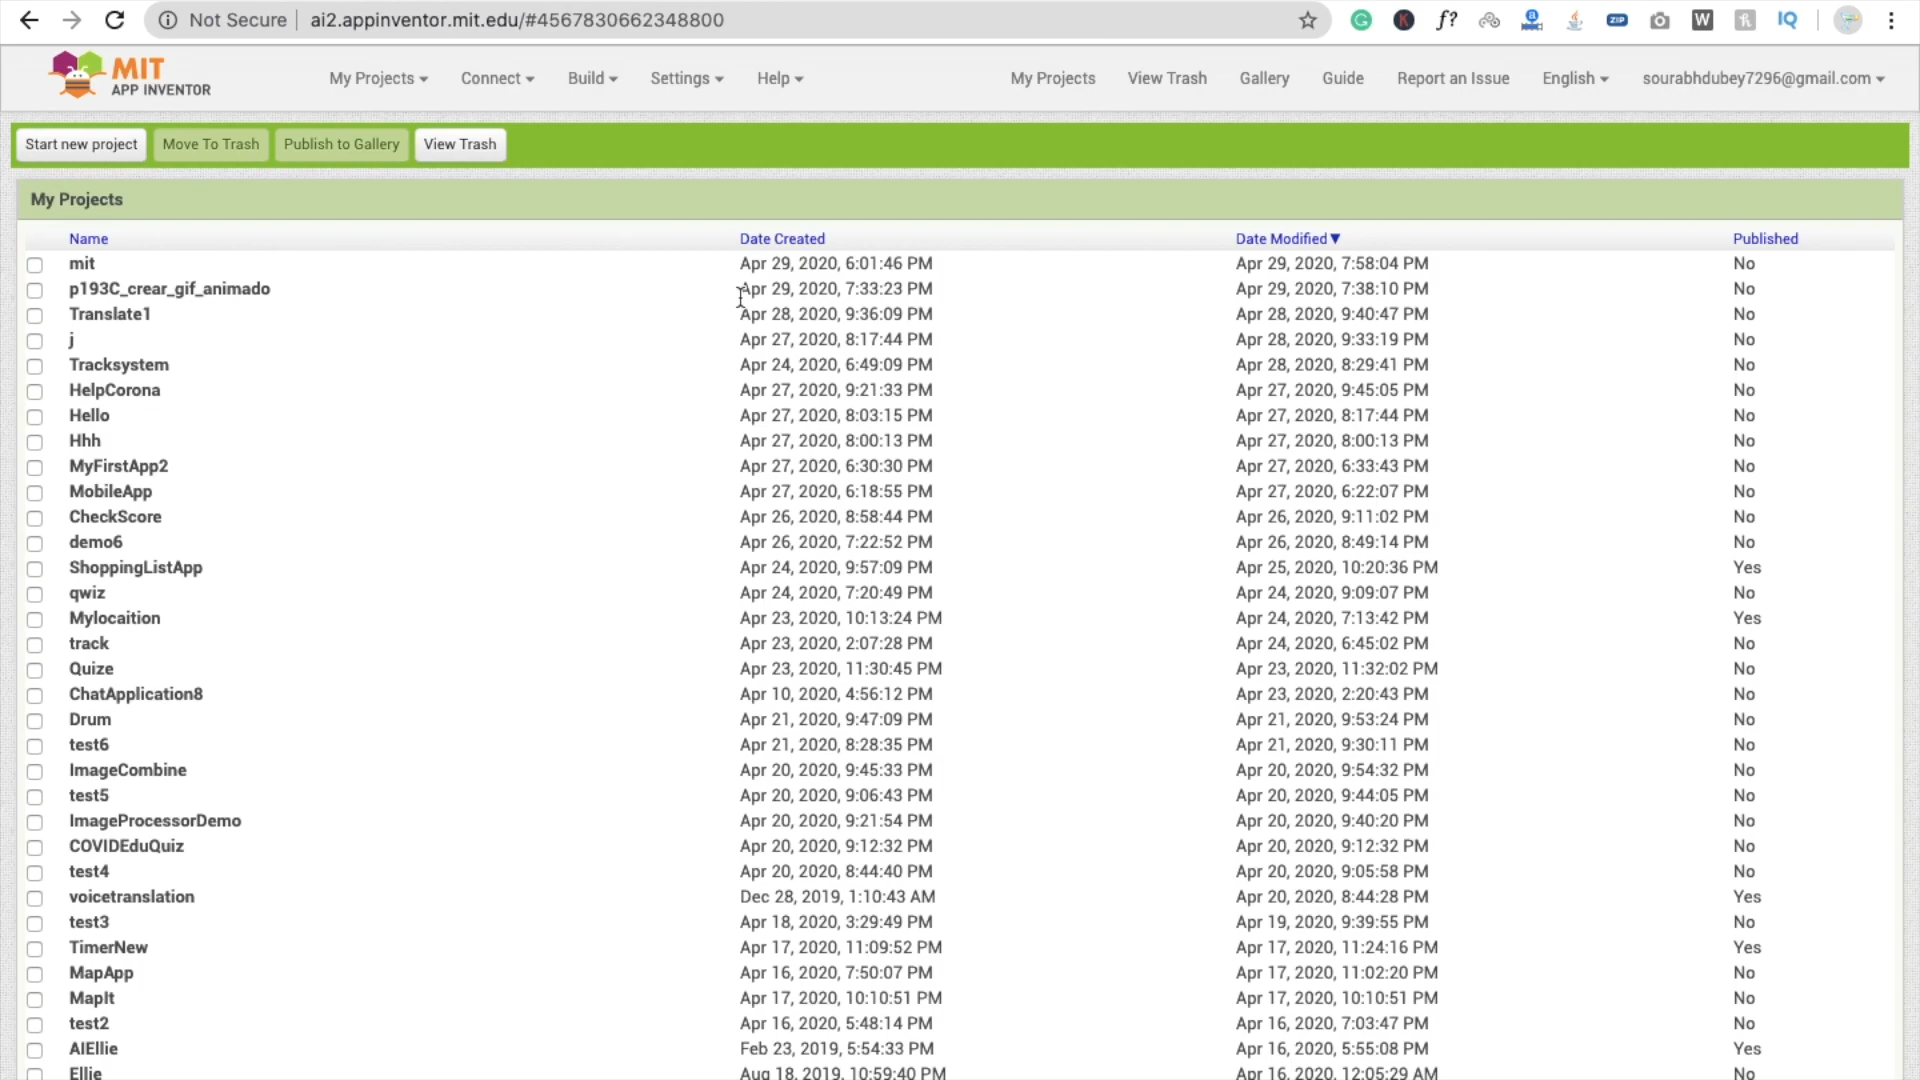 Not Secure | ai2.appinventor.mit.edu/#4567830662348800
MIT APP INVENTOR
My Projects Connect Build Settings Help My Projects View Trash Gallery Guide Report an Issue English sourabhdubey7296@gmail.com
Start new project Move To Trash Publish to Gallery View Trash
My Projects
Name Date Created Date Modified▼ Published
mit Apr 29, 2020, 6:01:46 PM Apr 29, 2020, 7:58:04 PM No
p193C_crear_gif_animado Apr 29, 2020, 7:33:23 PM Apr 29, 2020, 7:38:10 PM No
Translate1 Apr 28, 2020, 9:36:09 PM Apr 28, 2020, 9:40:47 PM No
j Apr 27, 2020, 8:17:44 PM Apr 28, 2020, 9:33:19 PM No
Tracksystem Apr 24, 2020, 6:49:09 PM Apr 28, 2020, 8:29:41 PM No
HelpCorona Apr 27, 2020, 9:21:33 PM Apr 27, 2020, 9:45:05 PM No
Hello Apr 27, 2020, 8:03:15 PM Apr 27, 2020, 8:17:44 PM No
Hhh Apr 27, 2020, 8:00:13 PM Apr 27, 2020, 8:00:13 PM No
MyFirstApp2 Apr 27, 2020, 6:30:30 PM Apr 27, 2020, 6:33:43 PM No
MobileApp Apr 27, 2020, 6:18:55 PM Apr 27, 2020, 6:22:07 PM No
CheckScore Apr 26, 2020, 8:58:44 PM Apr 26, 2020, 9:11:02 PM No
demo6 Apr 26, 2020, 7:22:52 PM Apr 26, 2020, 8:49:14 PM No
ShoppingListApp Apr 24, 2020, 9:57:09 PM Apr 25, 2020, 10:20:36 PM Yes
qwiz Apr 24, 2020, 7:20:49 PM Apr 24, 2020, 9:09:07 PM No
Mylocaition Apr 23, 2020, 10:13:24 PM Apr 24, 2020, 7:13:42 PM Yes
track Apr 23, 2020, 2:07:28 PM Apr 24, 2020, 6:45:02 PM No
Quize Apr 23, 2020, 11:30:45 PM Apr 23, 2020, 11:32:02 PM No
ChatApplication8 Apr 10, 2020, 4:56:12 PM Apr 23, 2020, 2:20:43 PM No
Drum Apr 21, 2020, 9:47:09 PM Apr 21, 2020, 9:53:24 PM No
test6 Apr 21, 2020, 8:28:35 PM Apr 21, 2020, 9:30:11 PM No
ImageCombine Apr 20, 2020, 9:45:33 PM Apr 20, 2020, 9:54:32 PM No
test5 Apr 20, 2020, 9:06:43 PM Apr 20, 2020, 9:44:05 PM No
ImageProcessorDemo Apr 20, 2020, 9:21:54 PM Apr 20, 2020, 9:40:20 PM No
COVIDEduQuiz Apr 20, 2020, 9:12:32 PM Apr 20, 2020, 9:12:32 PM No
test4 Apr 20, 2020, 8:44:40 PM Apr 20, 2020, 9:05:58 PM No
voicetranslation Dec 28, 2019, 1:10:43 AM Apr 20, 2020, 8:44:28 PM Yes
test3 Apr 18, 2020, 3:29:49 PM Apr 19, 2020, 9:39:55 PM No
TimerNew Apr 17, 2020, 11:09:52 PM Apr 17, 2020, 11:24:16 PM Yes
MapApp Apr 16, 2020, 7:50:07 PM Apr 17, 2020, 11:02:20 PM No
MapIt Apr 17, 2020, 10:10:51 PM Apr 17, 2020, 10:10:51 PM No
test2 Apr 16, 2020, 5:48:14 PM Apr 16, 2020, 7:03:47 PM No
AIEllie Feb 23, 2019, 5:54:33 PM Apr 16, 2020, 5:55:08 PM Yes
Ellie Aug 18, 2019, 10:59:40 PM Apr 16, 2020, 12:05:29 AM No